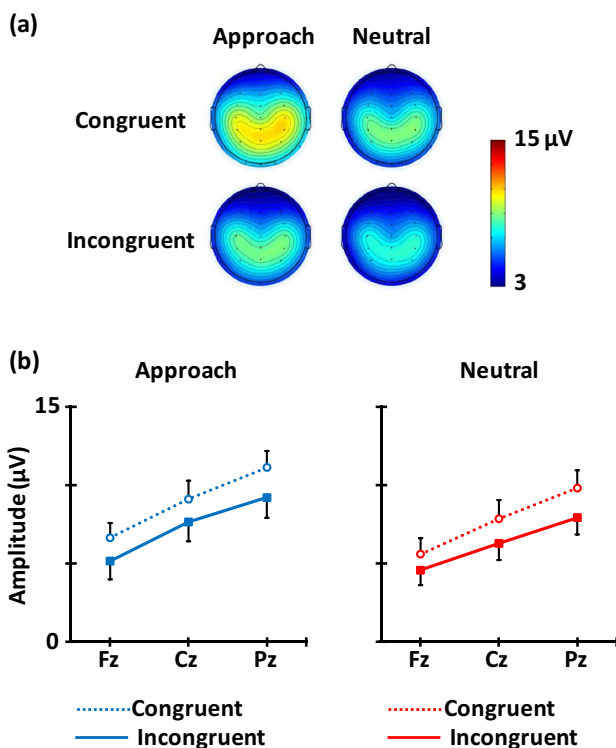 (a)
Approach Neutral
Congruent
15 μV
Incongruent
3
(b)
Approach Neutral
15
Amplitude (μV)
0
Fz Cz Pz Fz Cz Pz
Congruent Congruent
Incongruent Incongruent